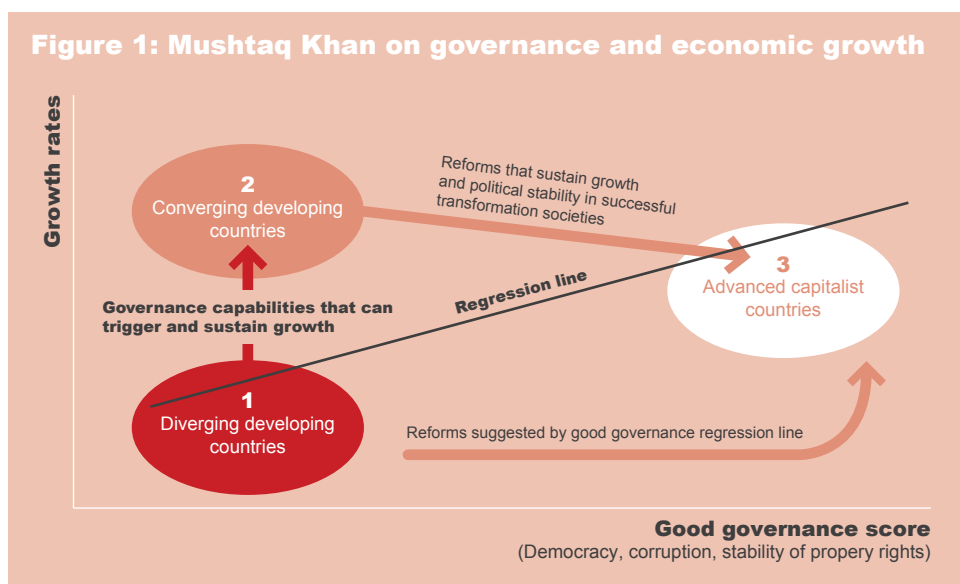 Figure 1: Mushtaq Khan on governance and economic growth
Growth rates
2
Converging developing
countries
Reforms that sustain growth
and political stability in successful
transformation societies
Governance capabilities that can
trigger and sustain growth
Regression line
3
Advanced capitalist
countries
1
Diverging developing
countries
Reforms suggested by good governance regression line
Good governance score
(Democracy, corruption, stability of propery rights)